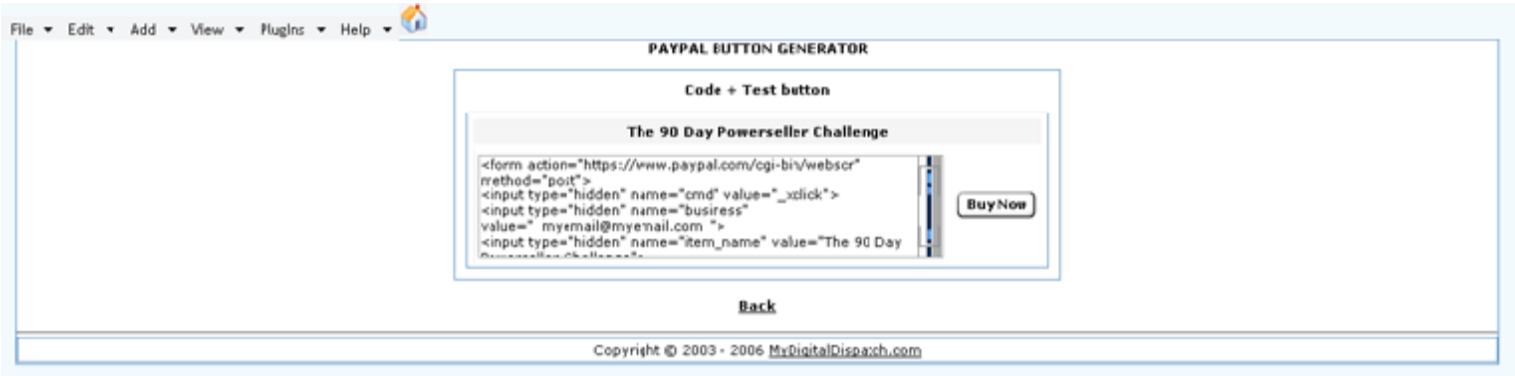 File Edit Add View PlugIns Help
PAYPAL BUTTON GENERATOR
Code + Test button
The 90 Day Powerseller Challenge
<form action="https://www.paypal.com/cgi-bin/webscr"
method="post">
<input type="hidden" name="cmd" value="_xclick">
<input type="hidden" name="business"
value=" myemail@myemail.com ">
<input type="hidden" name="item_name" value="The 90 Day
Powerseller Challenge">
Buy Now
Back
Copyright © 2003 - 2006 MyDigitalDispatch.com